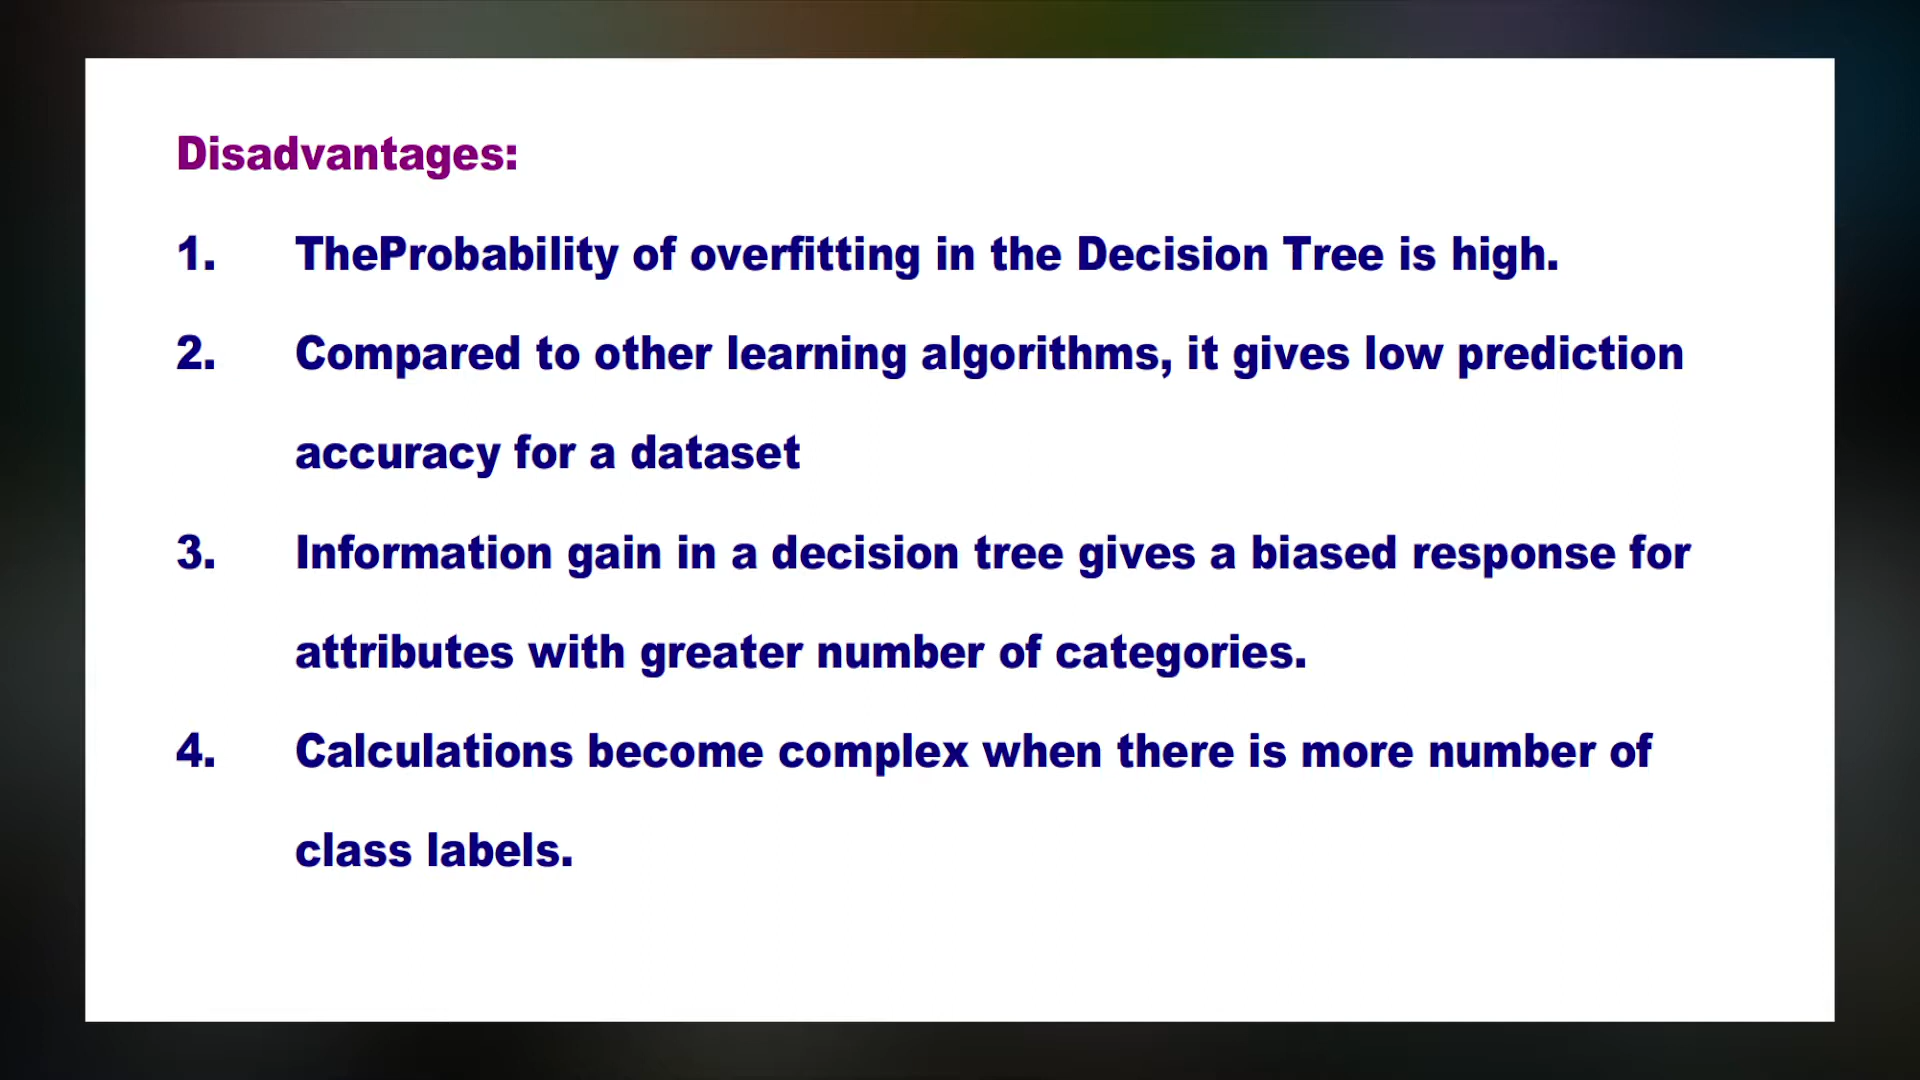 Disadvantages:
1. TheProbability of overfitting in the Decision Tree is high.
2. Compared to other learning algorithms, it gives low prediction
accuracy for a dataset
3. Information gain in a decision tree gives a biased response for
attributes with greater number of categories.
4. Calculations become complex when there is more number of
class labels.